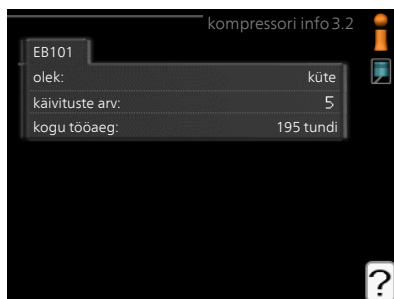 kompressori info 3.2
EB101
olek: küte
käivituste arv: 5
kogu tööaeg: 195 tundi
?